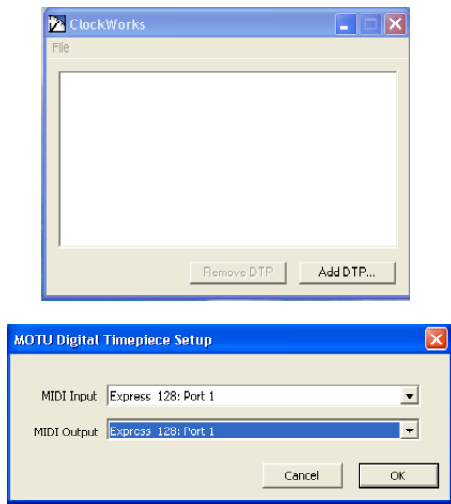 ClockWorks
File
Remove DTP
Add DTP...
MOTU Digital Timepiece Setup
MIDI Input Express 128: Port 1
MIDI Output Express 128: Port 1
Cancel OK